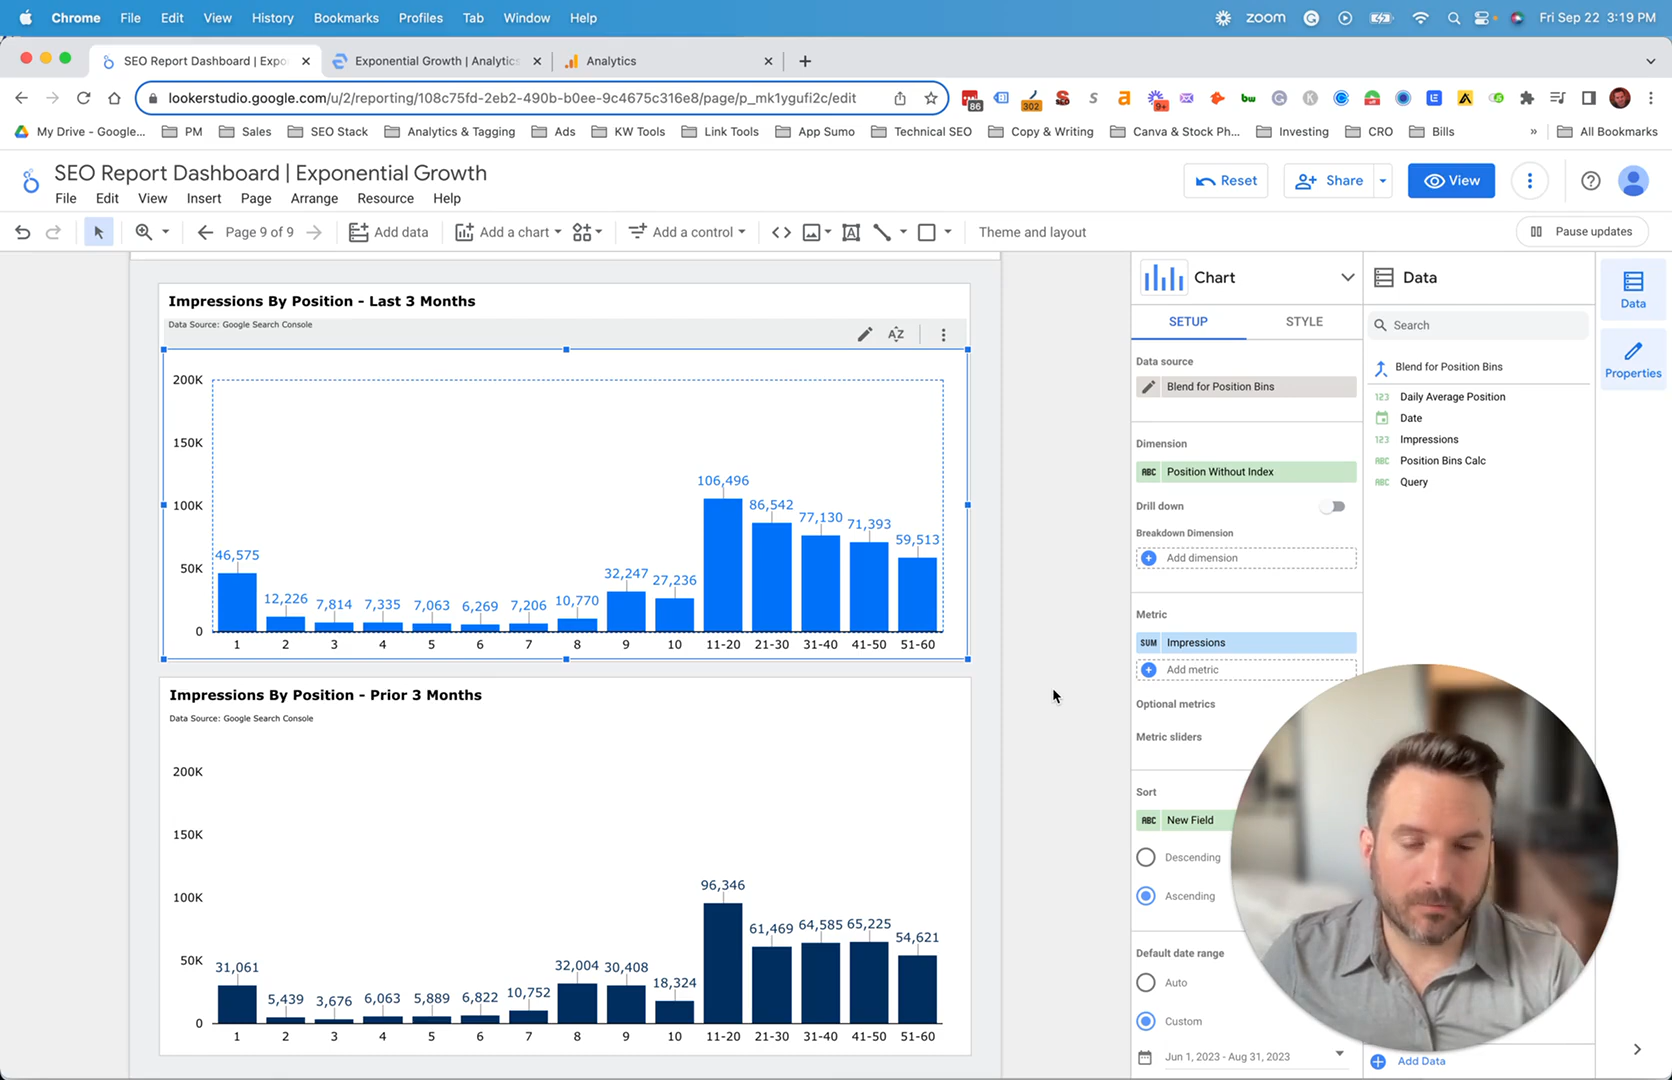 Chrome File Edit View History Bookmarks Profiles Tab Window Help zoom Fri Sep 22 3:19 PM
SEO Report Dashboard | Expo Exponential Growth | Analytics Analytics
lookerstudio.google.com/u/2/reporting/108c75fd-2eb2-490b-b0ee-9c4675c316e8/page/p_mk1ygufi2c/edit 86 302 9+
My Drive - Google... PM Sales SEO Stack Analytics & Tagging Ads KW Tools Link Tools App Sumo Technical SEO Copy & Writing Canva & Stock Ph... Investing CRO Bills » All Bookmarks
SEO Report Dashboard | Exponential Growth
File Edit View Insert Page Arrange Resource Help
Reset Share View
Page 9 of 9 Add data Add a chart Add a control Theme and layout Pause updates
Impressions By Position - Last 3 Months
Data Source: Google Search Console
200K
150K
100K
50K
0
46,575 12,226 7,814 7,335 7,063 6,269 7,206 10,770 32,247 27,236 106,496 86,542 77,130 71,393 59,513
1 2 3 4 5 6 7 8 9 10 11-20 21-30 31-40 41-50 51-60
Impressions By Position - Prior 3 Months
Data Source: Google Search Console
200K
150K
100K
50K
0
31,061 5,439 3,676 6,063 5,889 6,822 10,752 32,004 30,408 18,324 96,346 61,469 64,585 65,225 54,621
1 2 3 4 5 6 7 8 9 10 11-20 21-30 31-40 41-50 51-60
Chart
SETUP STYLE
Data source
Blend for Position Bins
Dimension
ABC Position Without Index
Drill down
Breakdown Dimension
Add dimension
Metric
SUM Impressions
Add metric
Optional metrics
Metric sliders
Sort
ABC New Field
Descending
Ascending
Default date range
Auto
Custom
Jun 1, 2023 - Aug 31, 2023
Data
Search
Blend for Position Bins
123 Daily Average Position
Date
123 Impressions
ABC Position Bins Calc
ABC Query
Add Data
Data
Properties